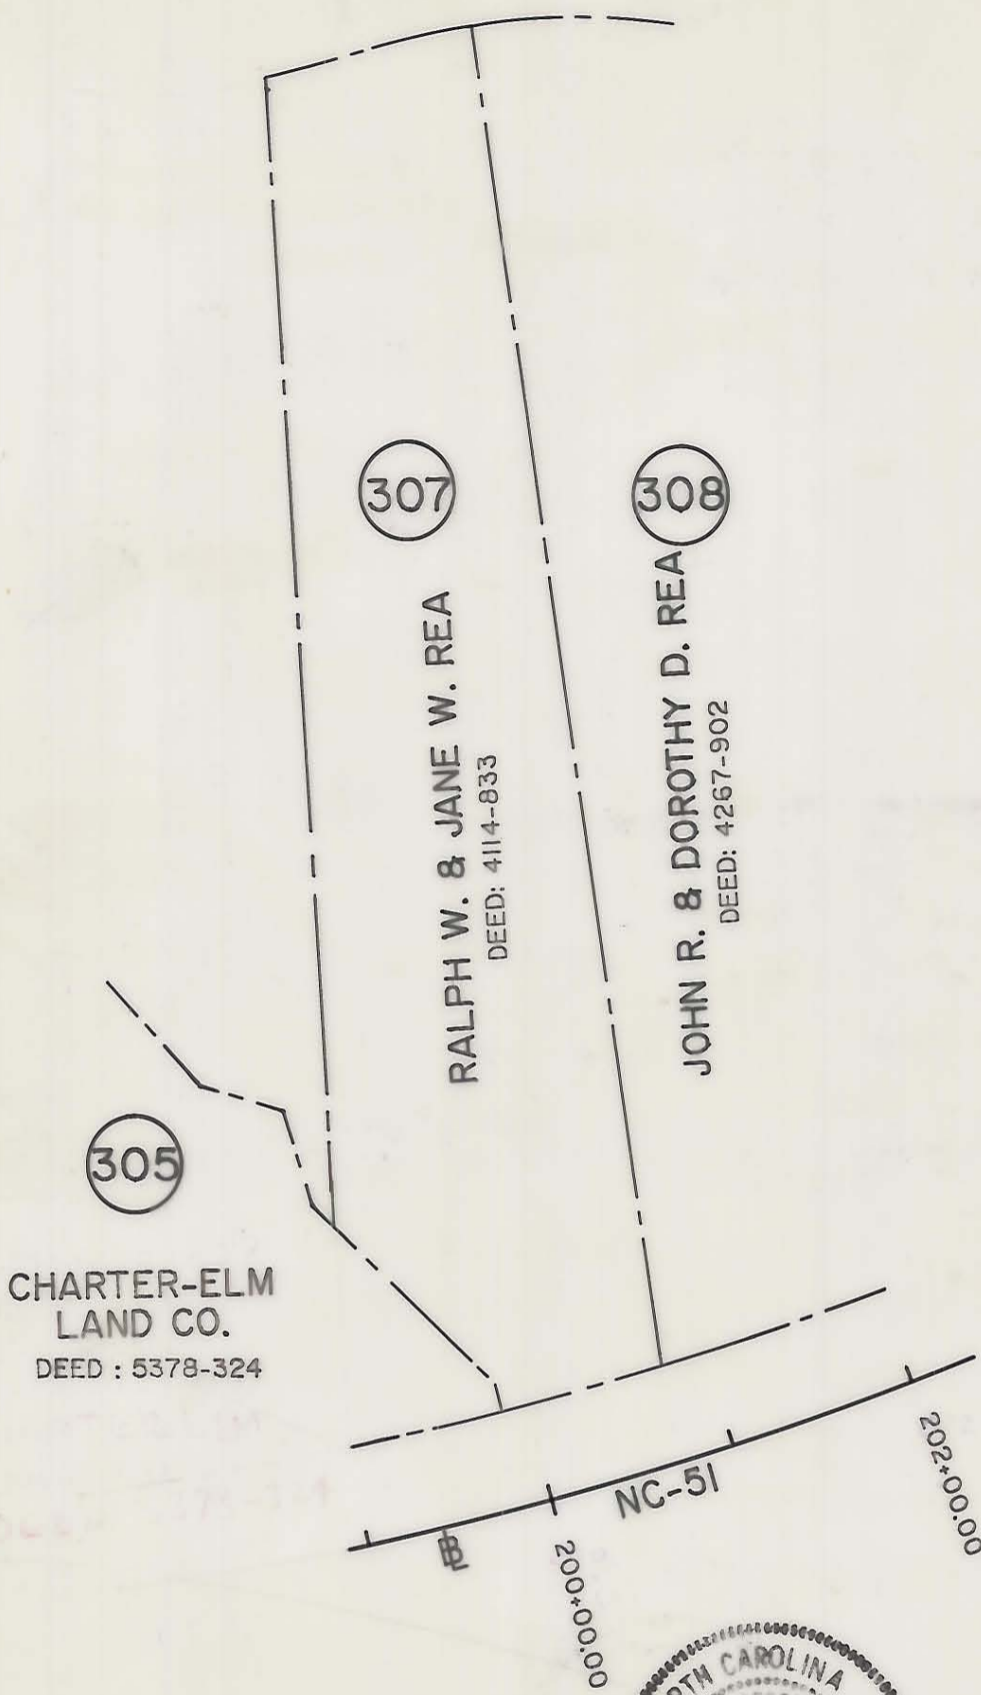 307
RALPH W. & JANE W. REA
DEED: 4114-833
308
JOHN R. & DOROTHY D. REA
DEED: 4267-902
305
CHARTER-ELM
LAND CO.
DEED : 5378-324
NC-51
BL
200+00.00
202+00.00
CAROLINA